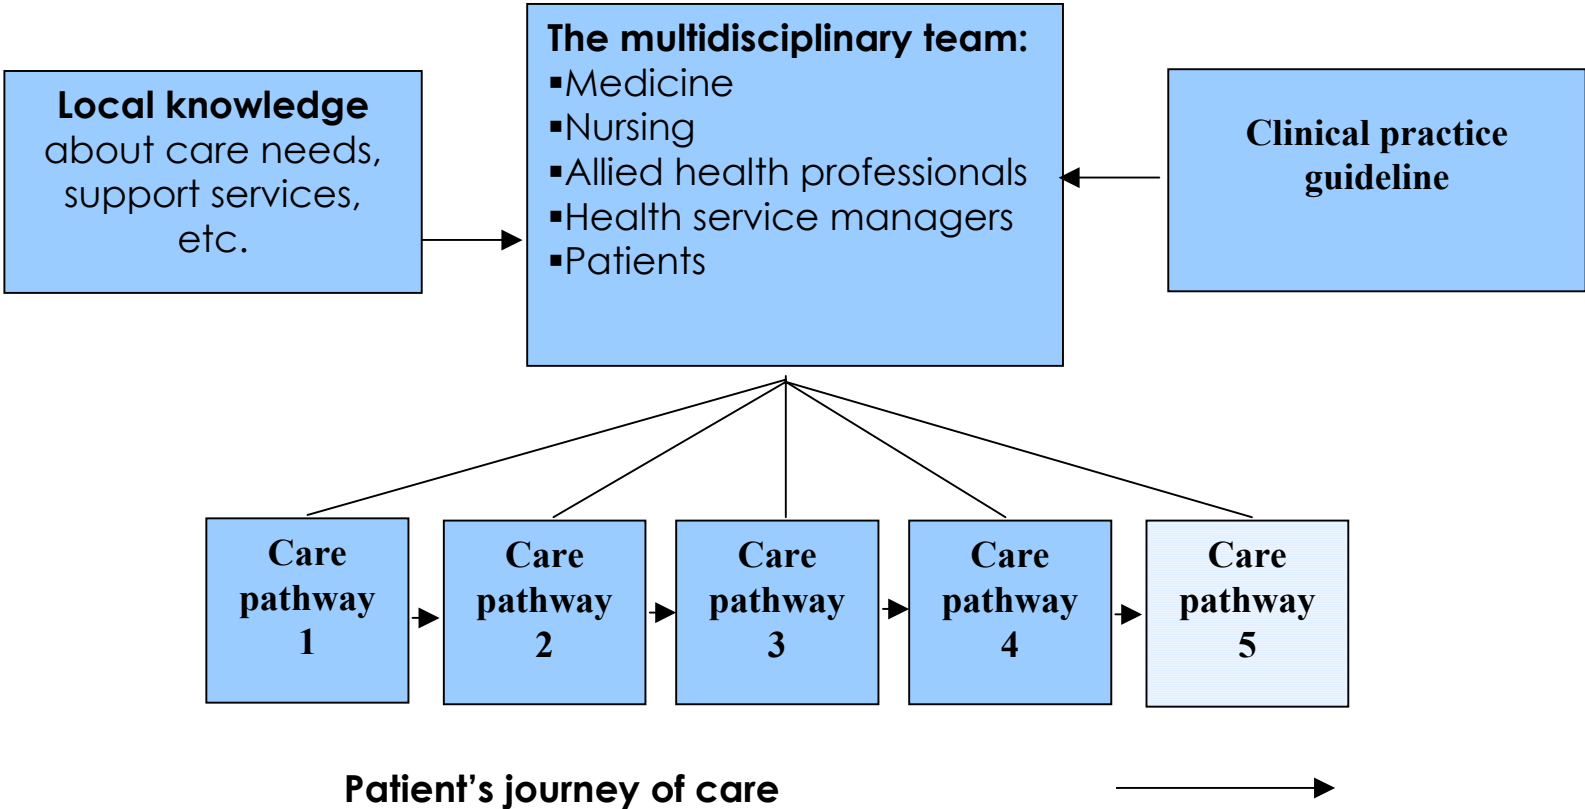 Local knowledge
about care needs,
support services,
etc.
The multidisciplinary team:
▪Medicine
▪Nursing
▪Allied health professionals
▪Health service managers
▪Patients
Clinical practice
guideline
Care
pathway
1
Care
pathway
2
Care
pathway
3
Care
pathway
4
Care
pathway
5
Patient’s journey of care